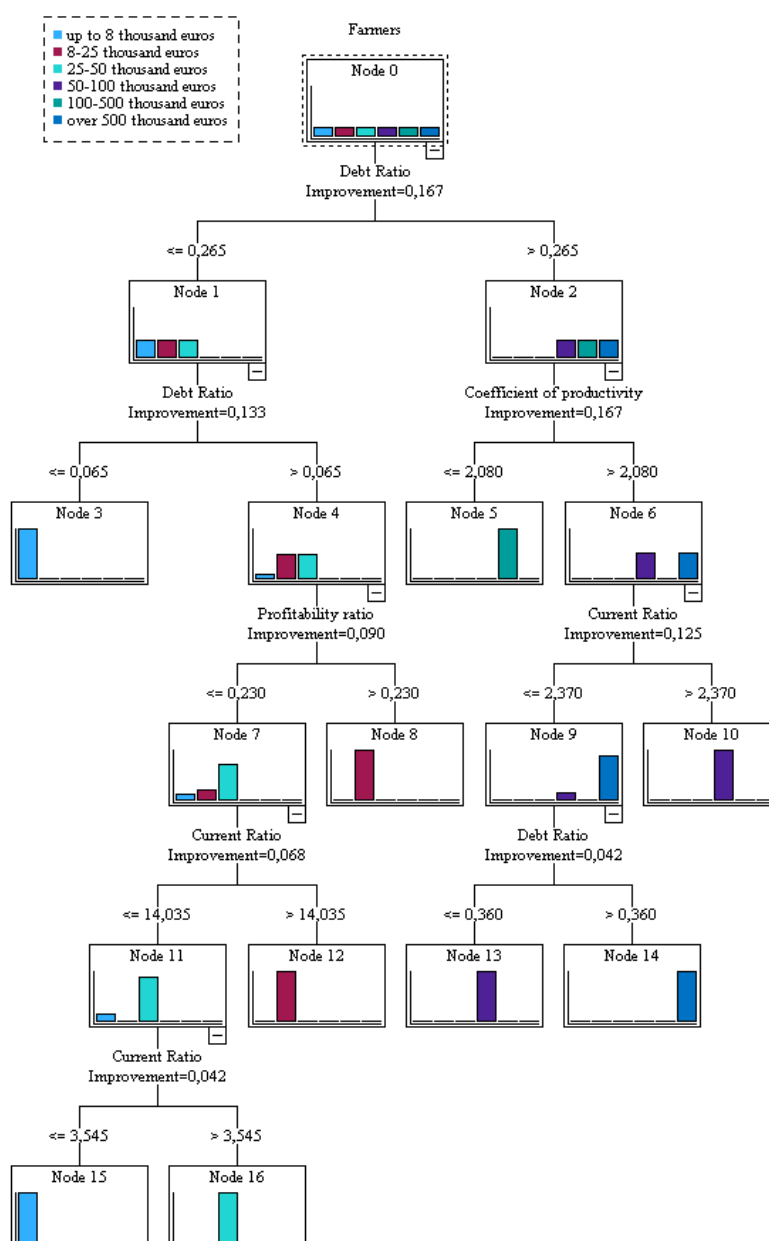 Farmers
up to 8 thousand euros
8-25 thousand euros
25-50 thousand euros
50-100 thousand euros
100-500 thousand euros
over 500 thousand euros
Node 0
Debt Ratio
Improvement=0,167
<= 0,265
> 0,265
Node 1
Node 2
Debt Ratio
Improvement=0,133
Coefficient of productivity
Improvement=0,167
<= 0,065
> 0,065
<= 2,080
> 2,080
Node 3
Node 4
Node 5
Node 6
Profitability ratio
Improvement=0,090
Current Ratio
Improvement=0,125
<= 0,230
> 0,230
<= 2,370
> 2,370
Node 7
Node 8
Node 9
Node 10
Current Ratio
Improvement=0,068
Debt Ratio
Improvement=0,042
<= 14,035
> 14,035
<= 0,360
> 0,360
Node 11
Node 12
Node 13
Node 14
Current Ratio
Improvement=0,042
<= 3,545
> 3,545
Node 15
Node 16